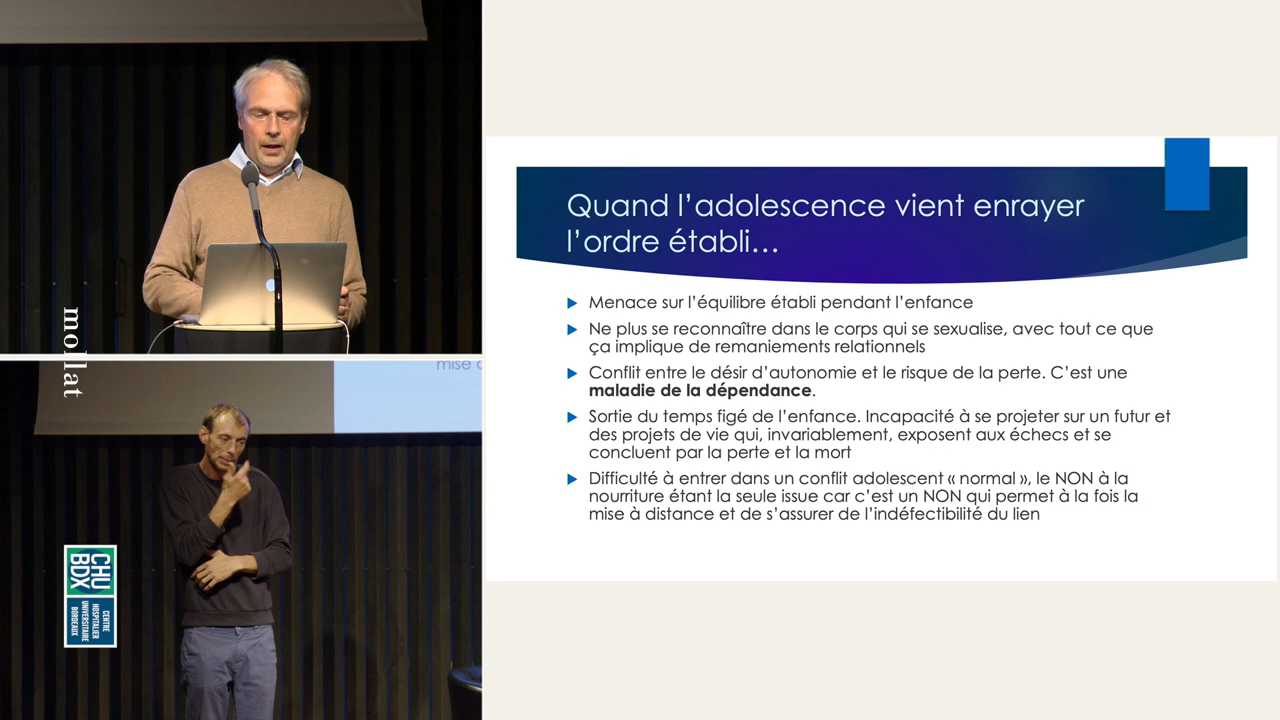 Quand l’adolescence vient enrayer
l’ordre établi…
Menace sur l’équilibre établi pendant l’enfance
Ne plus se reconnaître dans le corps qui se sexualise, avec tout ce que
ça implique de remaniements relationnels
Conflit entre le désir d’autonomie et le risque de la perte. C’est une
maladie de la dépendance.
Sortie du temps figé de l’enfance. Incapacité à se projeter sur un futur et
des projets de vie qui, invariablement, exposent aux échecs et se
concluent par la perte et la mort
Difficulté à entrer dans un conflit adolescent « normal », le NON à la
nourriture étant la seule issue car c’est un NON qui permet à la fois la
mise à distance et de s’assurer de l’indéfectibilité du lien
mollat
mise
CHU
BDX
CENTRE
HOSPITALIER
UNIVERSITAIRE
BORDEAUX